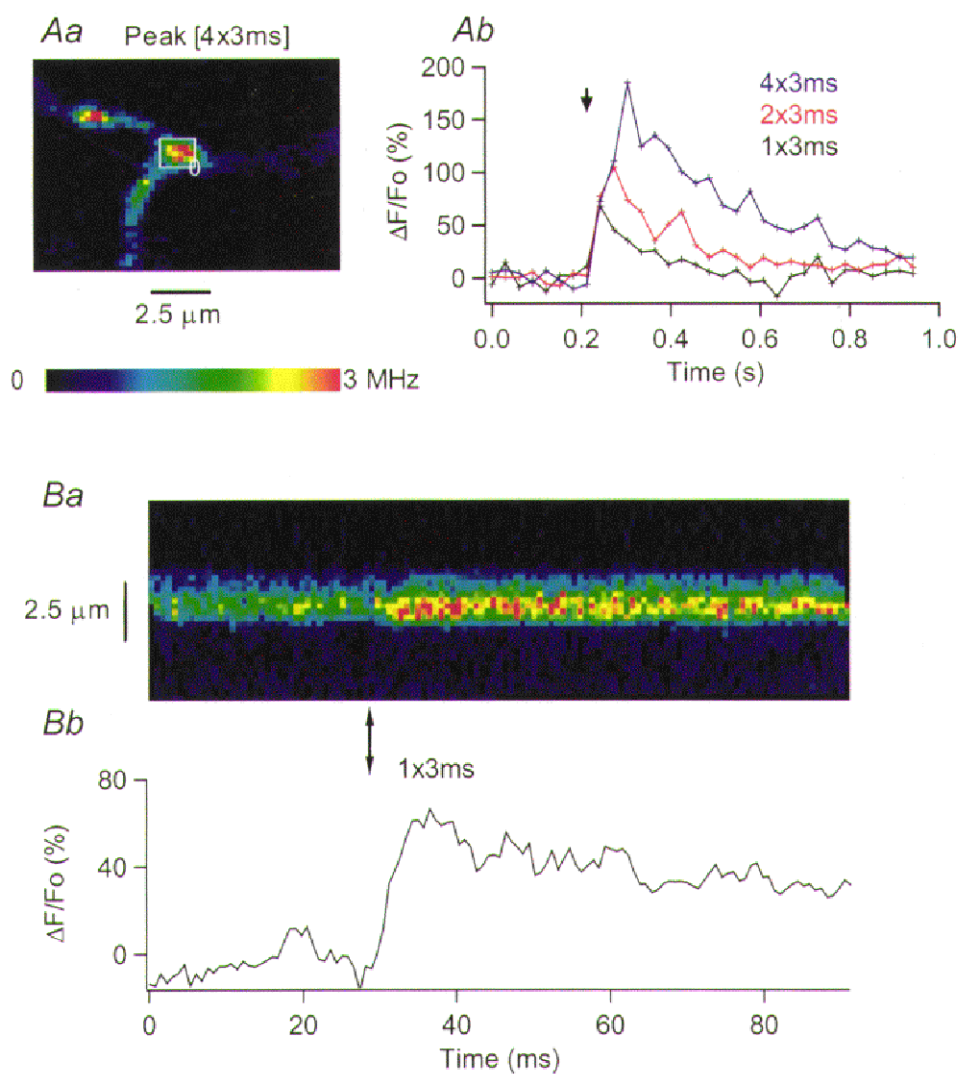 Aa
Peak [4x3ms]
0
2.5 μm
0
3 MHz
Ab
200
150
100
50
0
ΔF/Fo (%)
4x3ms
2x3ms
1x3ms
0.0 0.2 0.4 0.6 0.8 1.0
Time (s)
Ba
2.5 μm
Bb
1x3ms
80
40
0
ΔF/Fo (%)
0 20 40 60 80
Time (ms)